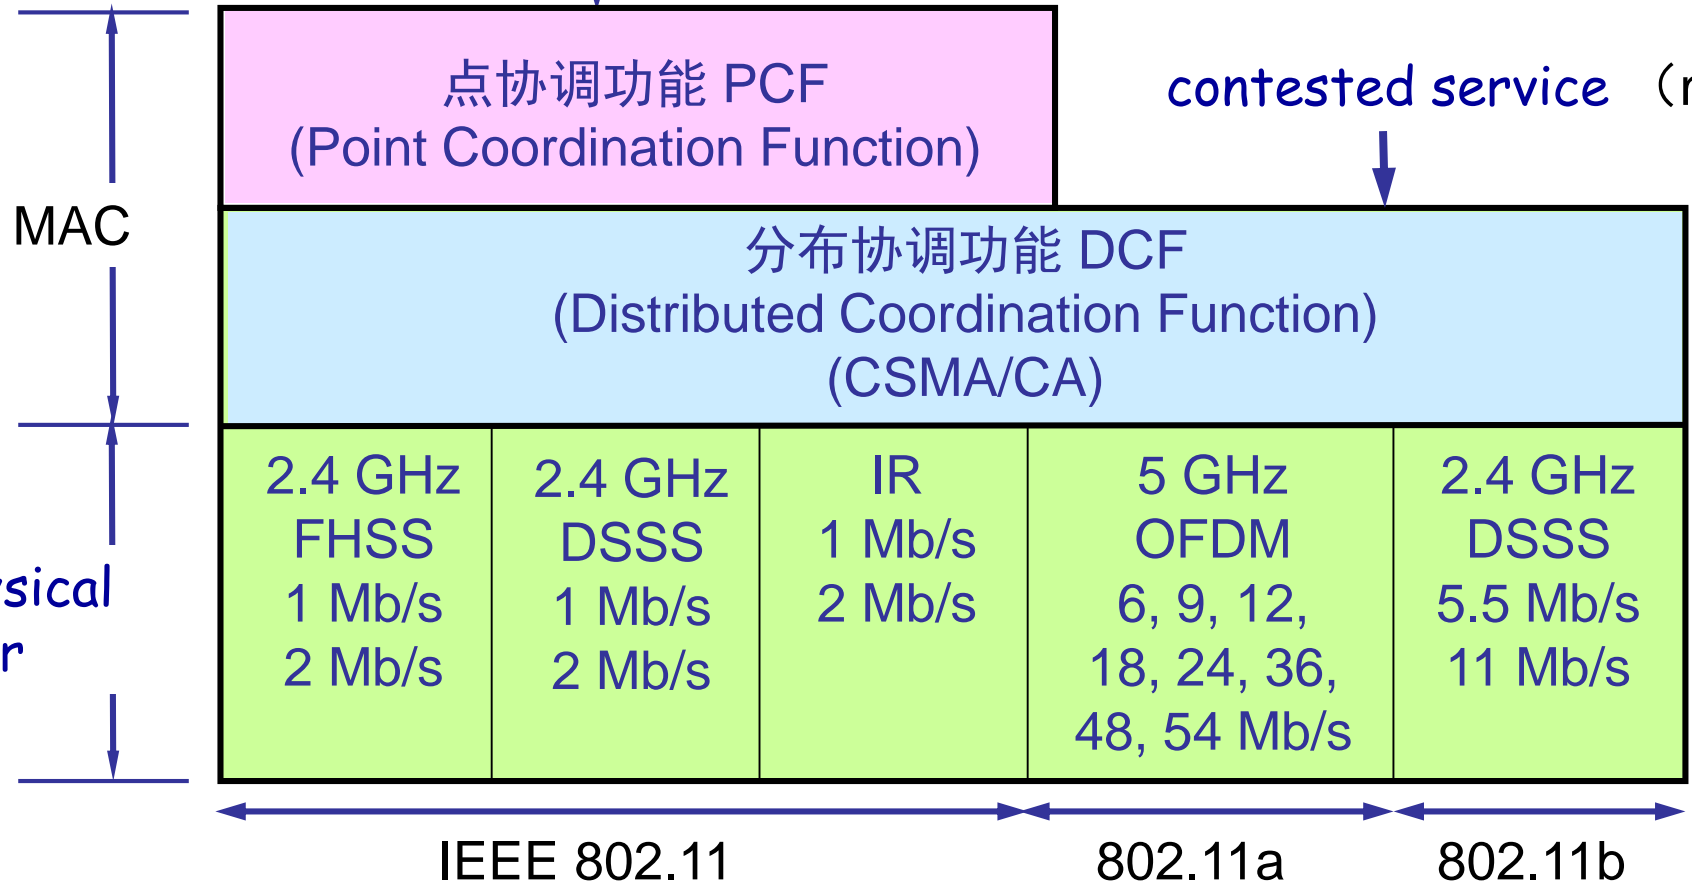 点协调功能 PCF
(Point Coordination Function)
contested service
MAC
分布协调功能 DCF
(Distributed Coordination Function)
(CSMA/CA)
2.4 GHz
FHSS
1 Mb/s
2 Mb/s
2.4 GHz
DSSS
1 Mb/s
2 Mb/s
IR
1 Mb/s
2 Mb/s
5 GHz
OFDM
6, 9, 12,
18, 24, 36,
48, 54 Mb/s
2.4 GHz
DSSS
5.5 Mb/s
11 Mb/s
IEEE 802.11
802.11a
802.11b